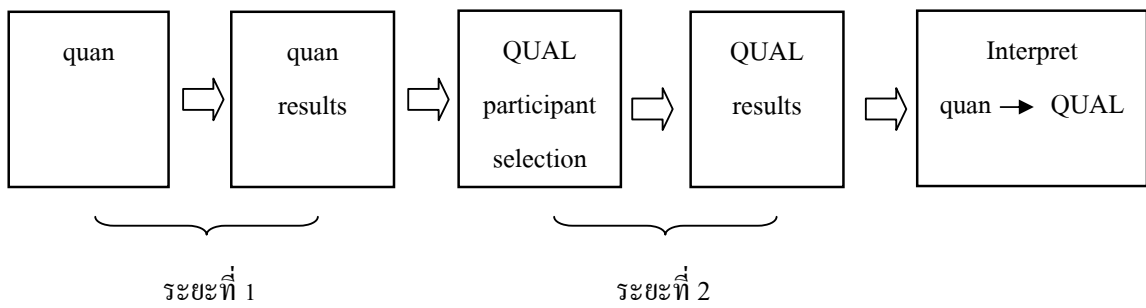 quan
quan
results
QUAL
participant
selection
QUAL
results
Interpret
quan → QUAL
ระยะที่ 1
ระยะที่ 2